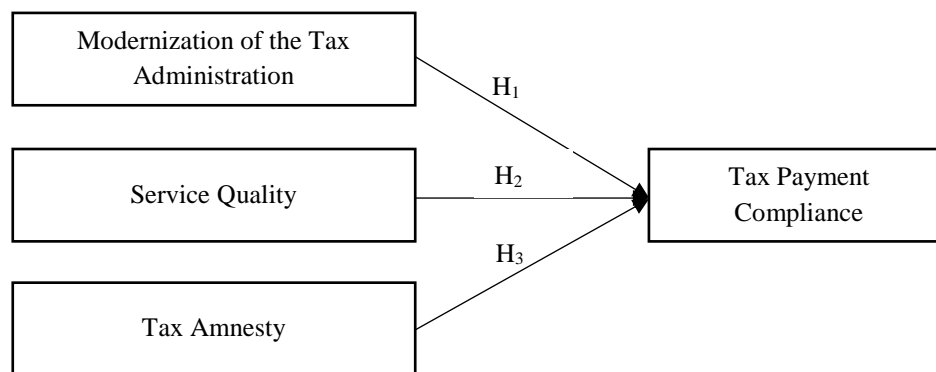 Modernization of the Tax
Administration
H₁
Service Quality
H₂
Tax Payment
Compliance
H₃
Tax Amnesty